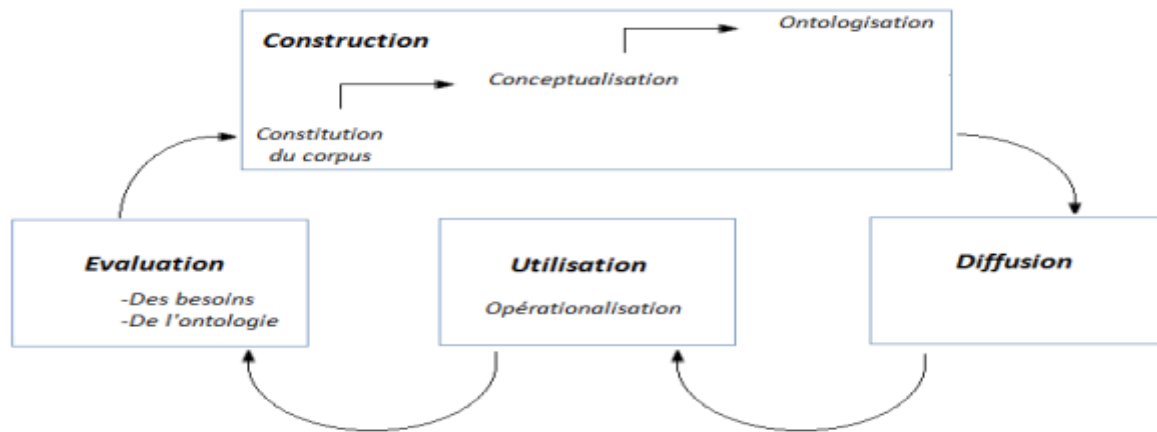 Construction
Ontologisation
Conceptualisation
Constitution
du corpus
Evaluation
-Des besoins
-De l'ontologie
Utilisation
Opérationalisation
Diffusion